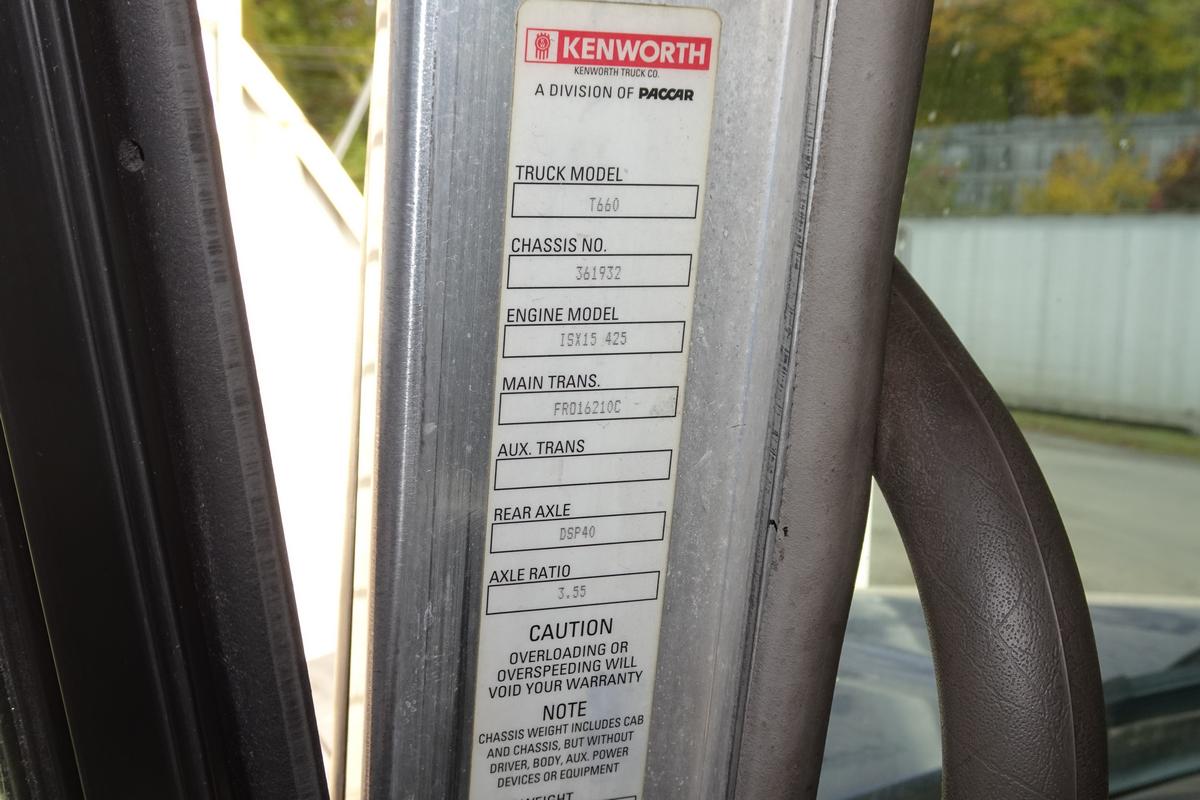 KENWORTH
KENWORTH TRUCK CO.
A DIVISION OF PACCAR
TRUCK MODEL
T660
CHASSIS NO.
361932
ENGINE MODEL
ISX15 425
MAIN TRANS.
FRO16210C
AUX. TRANS
REAR AXLE
DSP40
AXLE RATIO
3.55
CAUTION
OVERLOADING OR
OVERSPEEDING WILL
VOID YOUR WARRANTY
NOTE
CHASSIS WEIGHT INCLUDES CAB
AND CHASSIS, BUT WITHOUT
DRIVER, BODY, AUX. POWER
DEVICES OR EQUIPMENT
WEIGHT